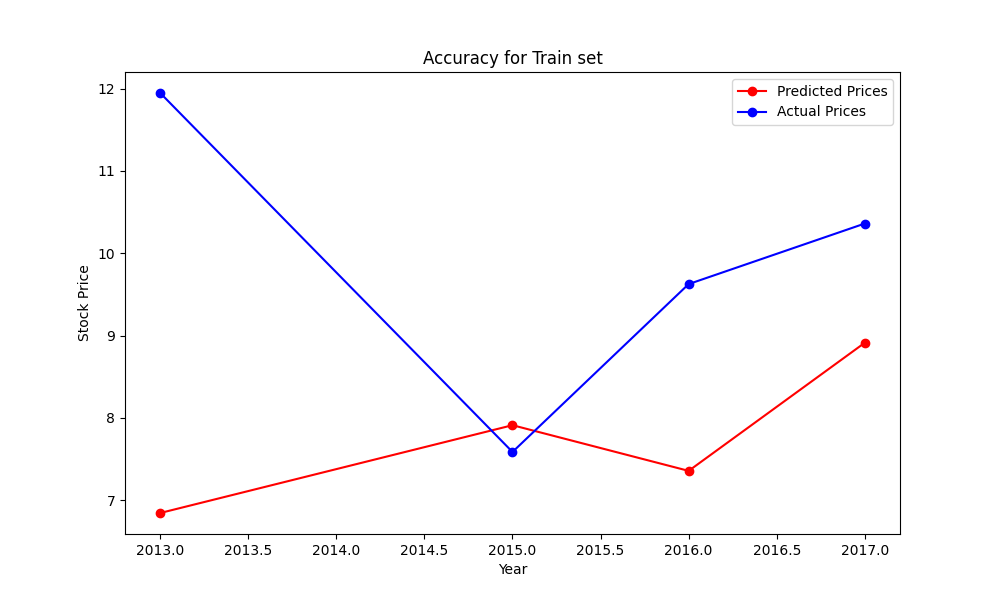 Accuracy for Train set
Predicted Prices
Actual Prices
12
11
10
9
8
7
Stock Price
2013.0 2013.5 2014.0 2014.5 2015.0 2015.5 2016.0 2016.5 2017.0
Year